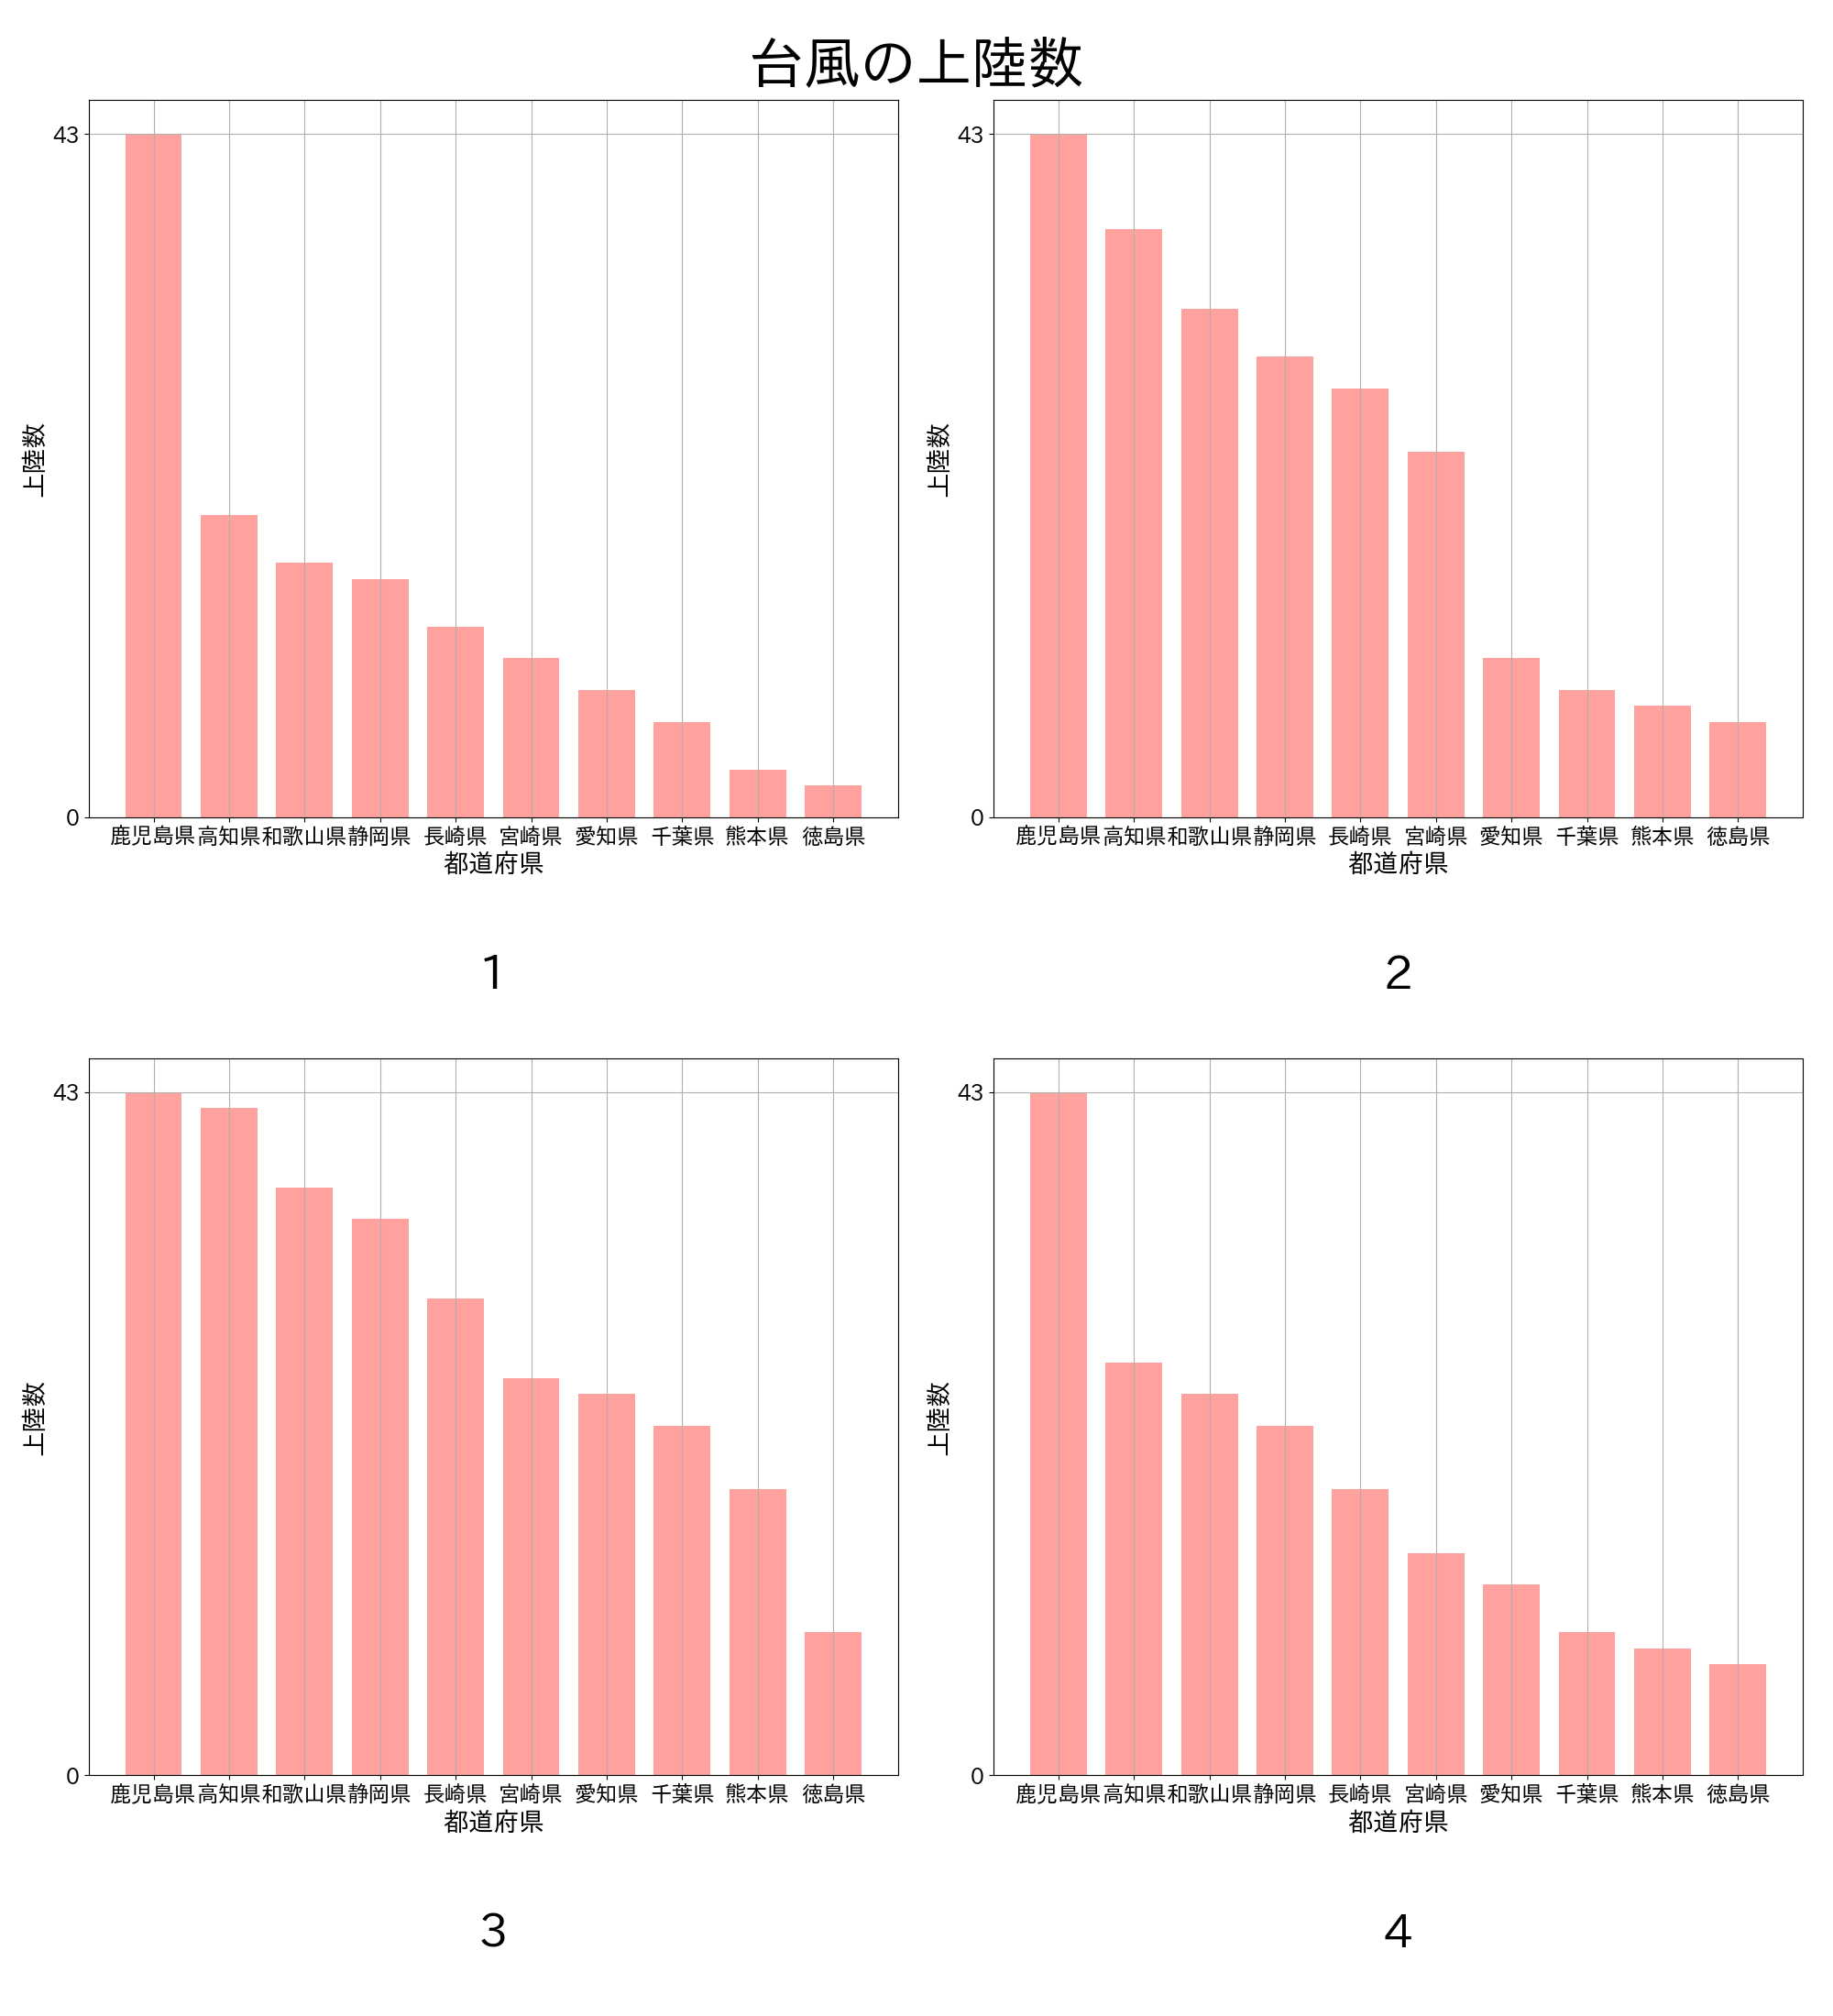 台風の上陸数
43
0
上陸数
鹿児島県 高知県 和歌山県 静岡県 長崎県 宮崎県 愛知県 千葉県 熊本県 徳島県
都道府県
1
43
0
上陸数
鹿児島県 高知県 和歌山県 静岡県 長崎県 宮崎県 愛知県 千葉県 熊本県 徳島県
都道府県
2
43
0
上陸数
鹿児島県 高知県 和歌山県 静岡県 長崎県 宮崎県 愛知県 千葉県 熊本県 徳島県
都道府県
3
43
0
上陸数
鹿児島県 高知県 和歌山県 静岡県 長崎県 宮崎県 愛知県 千葉県 熊本県 徳島県
都道府県
4